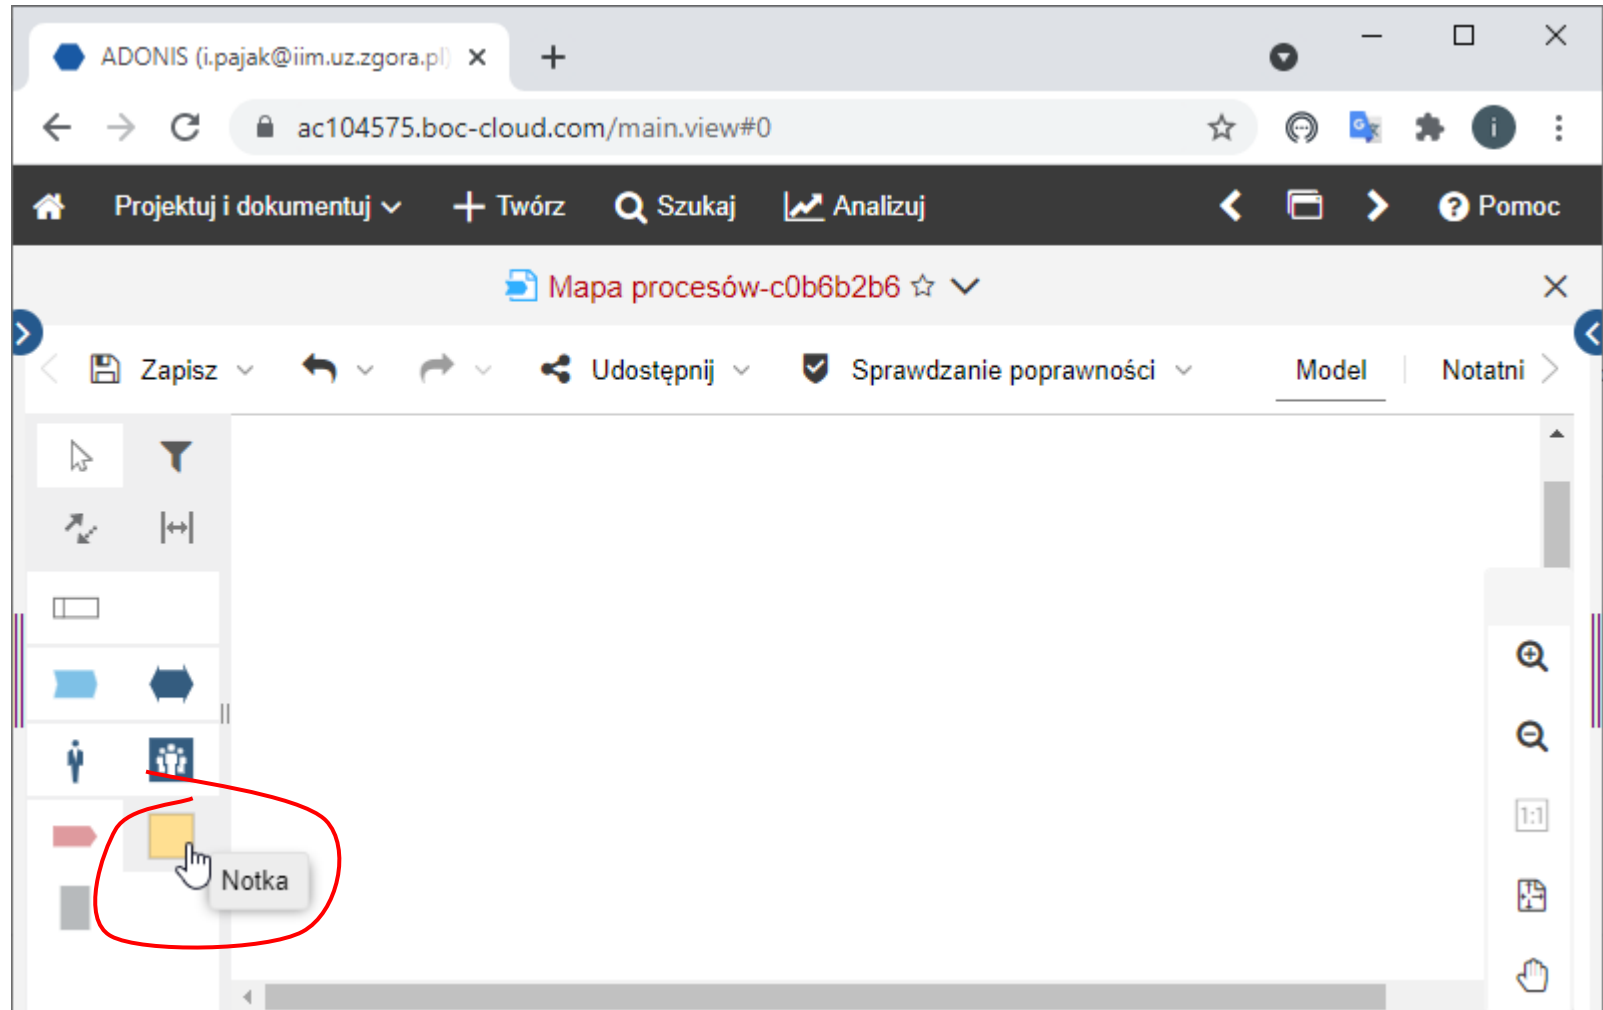 ADONIS (i.pajak@iim.uz.zgora.pl)
ac104575.boc-cloud.com/main.view#0
i
Projektuj i dokumentuj Twórz Szukaj Analizuj Pomoc
Mapa procesów-c0b6b2b6
Zapisz Udostępnij Sprawdzanie poprawności Model Notatni
1:1
Notka